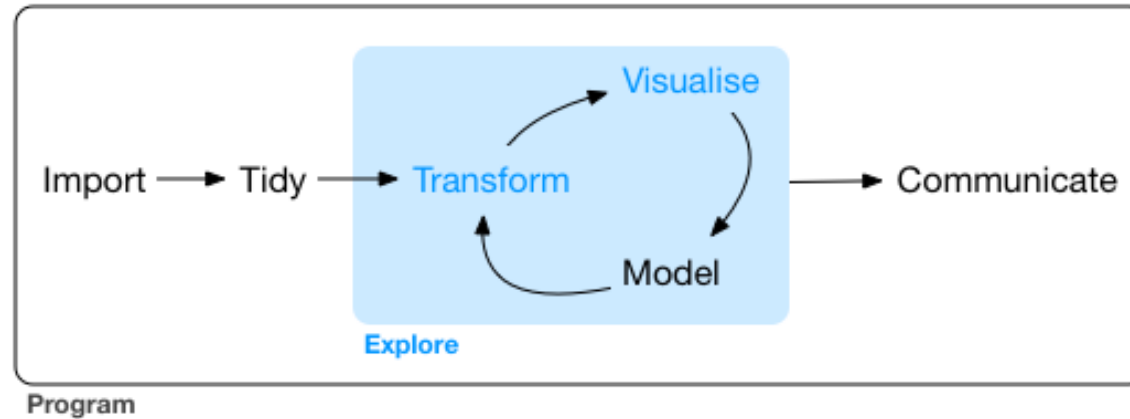 Visualise
Import Tidy Transform Communicate
Model
Explore
Program